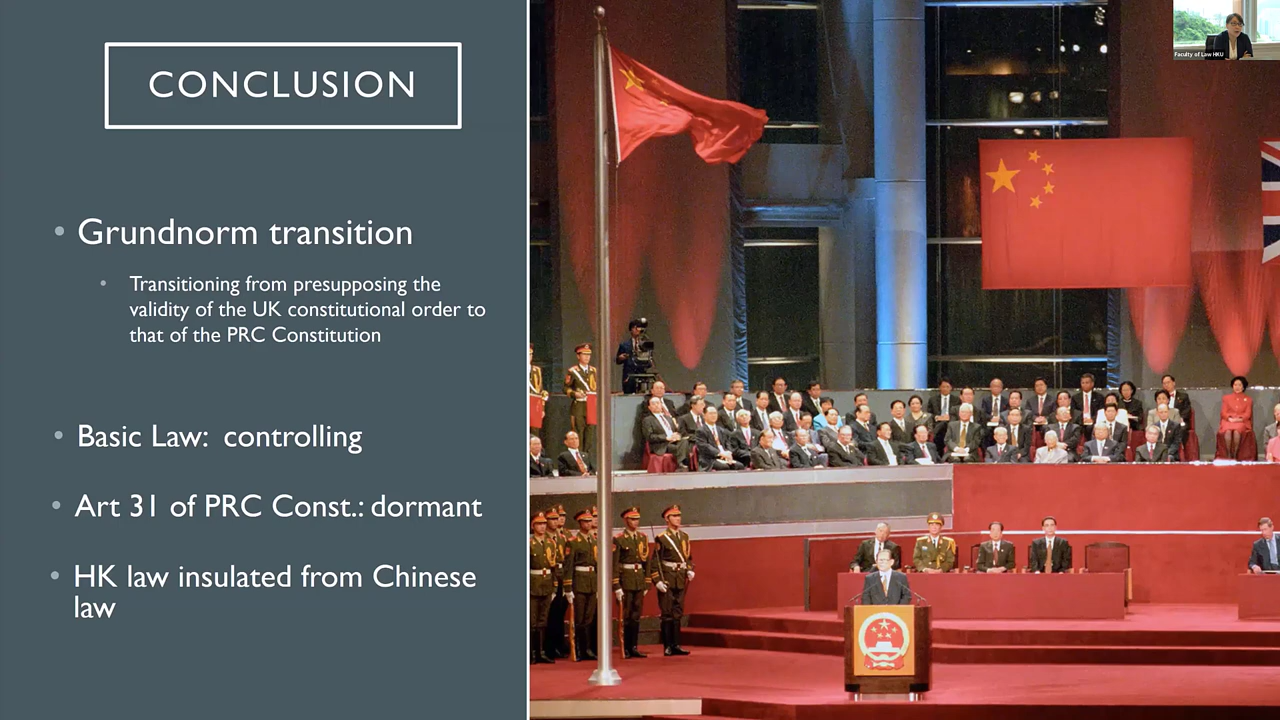 CONCLUSION
• Grundnorm transition
• Transitioning from presupposing the
validity of the UK constitutional order to
that of the PRC Constitution
• Basic Law: controlling
• Art 31 of PRC Const.: dormant
• HK law insulated from Chinese
law
Faculty of Law HKU